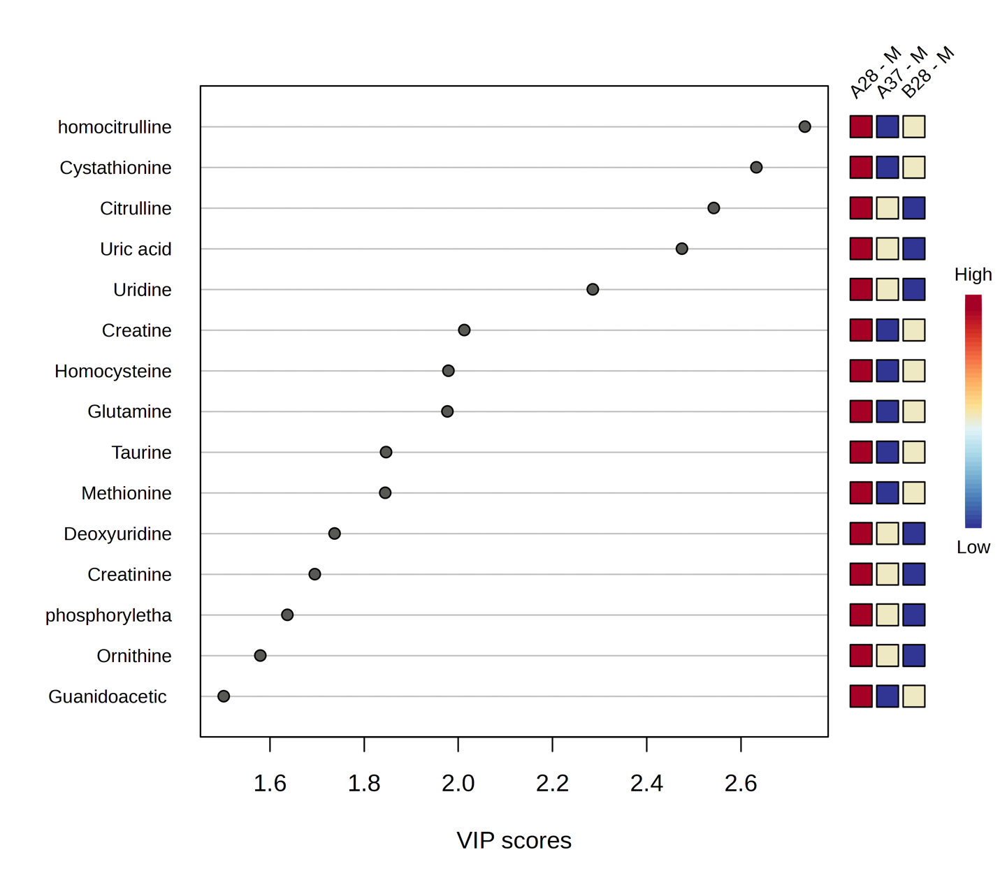 A28 - M
A37 - M
B28 - M
homocitrulline
Cystathionine
Citrulline
Uric acid
Uridine
Creatine
Homocysteine
Glutamine
Taurine
Methionine
Deoxyuridine
Creatinine
phosphoryletha
Ornithine
Guanidoacetic
High
Low
1.6 1.8 2.0 2.2 2.4 2.6
VIP scores